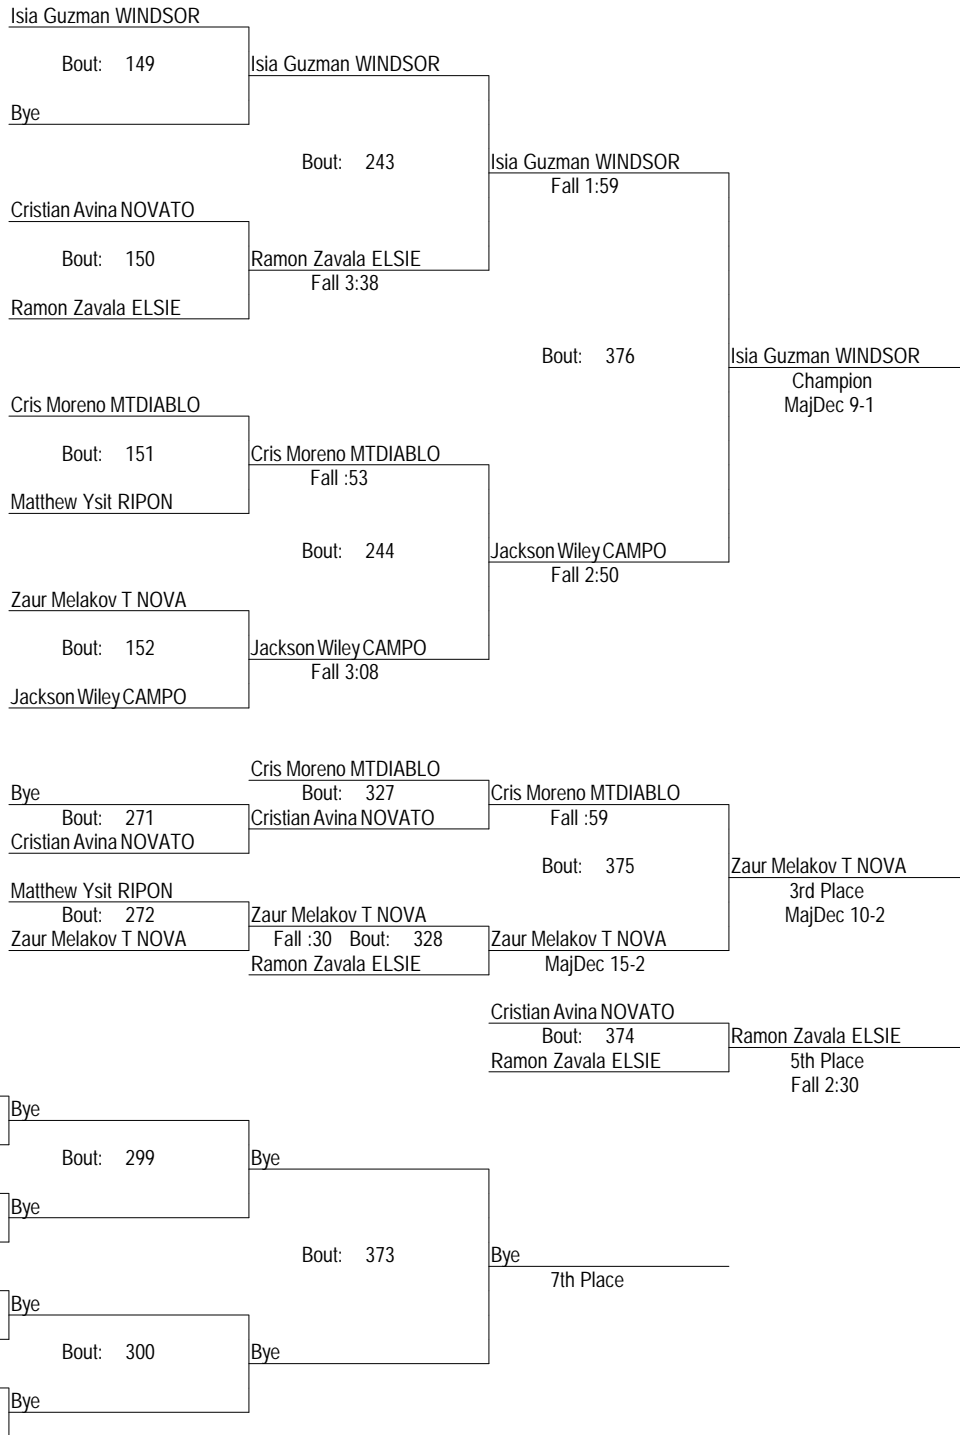 Isia Guzman WINDSOR
Bout: 149 Isia Guzman WINDSOR
Bye
Bout: 243 Isia Guzman WINDSOR
Fall 1:59
Cristian Avina NOVATO
Bout: 150 Ramon Zavala ELSIE
Fall 3:38
Ramon Zavala ELSIE
Bout: 376 Isia Guzman WINDSOR
Champion
MajDec 9-1
Cris Moreno MTDIABLO
Bout: 151 Cris Moreno MTDIABLO
Fall :53
Matthew Ysit RIPON
Bout: 244 Jackson Wiley CAMPO
Fall 2:50
Zaur Melakov T NOVA
Bout: 152 Jackson Wiley CAMPO
Fall 3:08
Jackson Wiley CAMPO
Cris Moreno MTDIABLO
Bye Bout: 327 Cris Moreno MTDIABLO
Bout: 271 Cristian Avina NOVATO Fall :59
Cristian Avina NOVATO
Bout: 375 Zaur Melakov T NOVA
Matthew Ysit RIPON 3rd Place
Bout: 272 Zaur Melakov T NOVA MajDec 10-2
Zaur Melakov T NOVA Fall :30 Bout: 328 Zaur Melakov T NOVA
Ramon Zavala ELSIE MajDec 15-2
Cristian Avina NOVATO
Bout: 374 Ramon Zavala ELSIE
Ramon Zavala ELSIE 5th Place
Fall 2:30
Bye
Bout: 299 Bye
Bye
Bout: 373 Bye
7th Place
Bye
Bout: 300 Bye
Bye